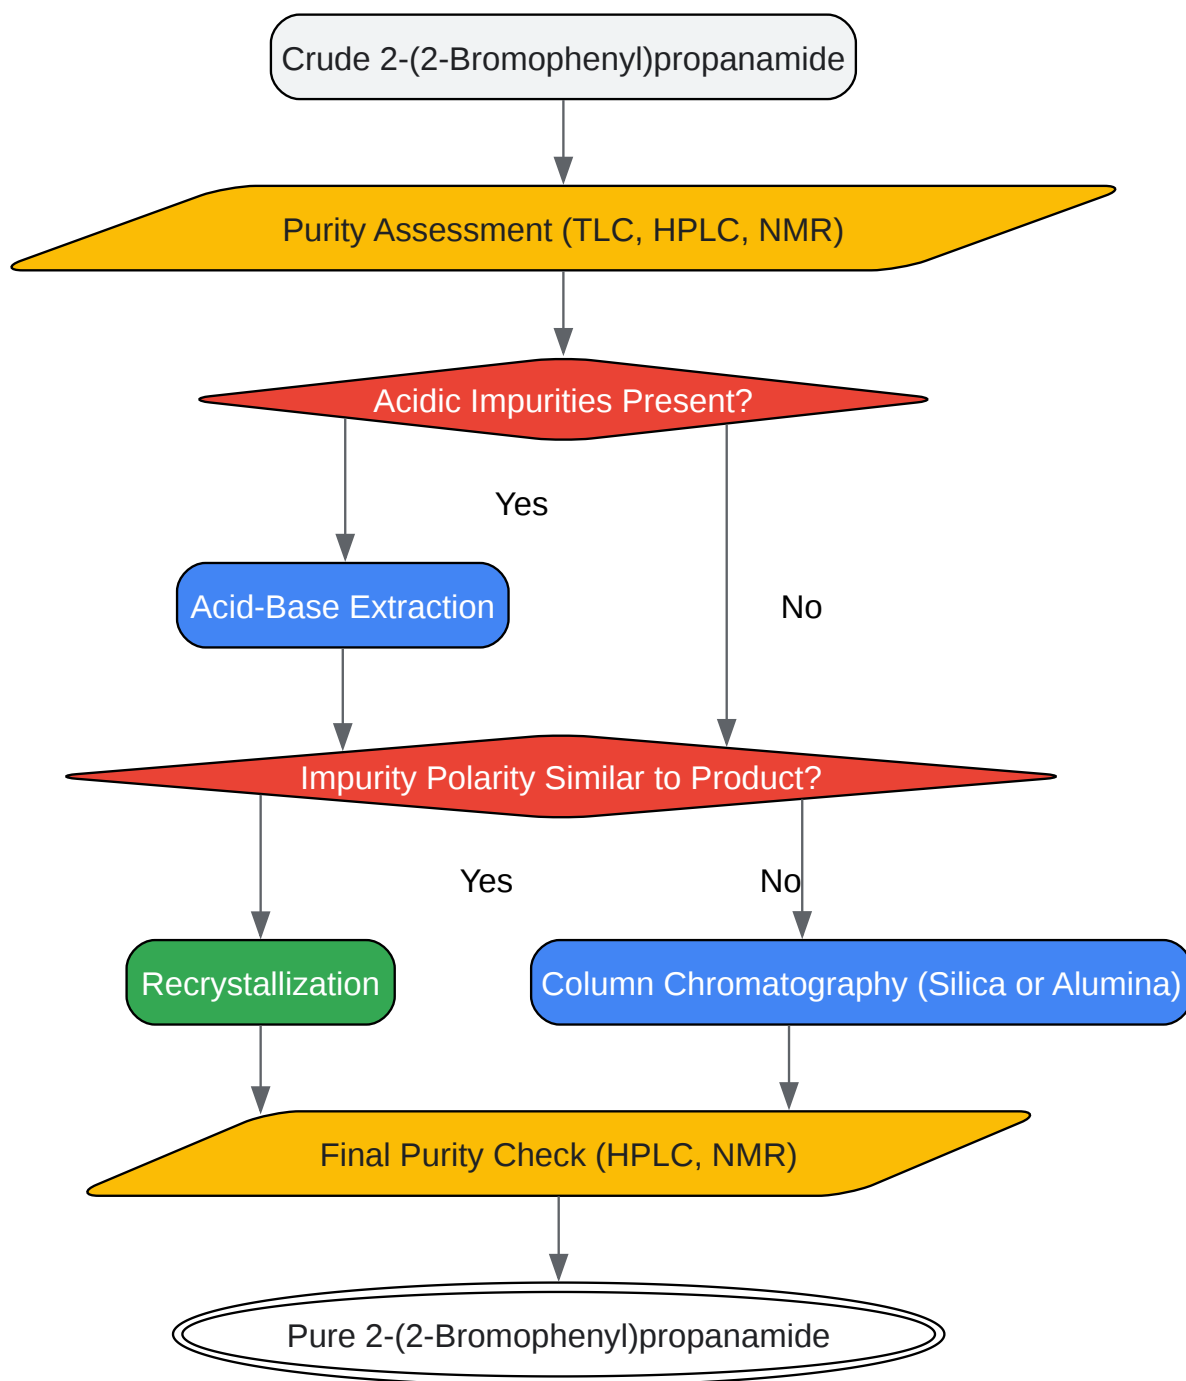 Crude 2-(2-Bromophenyl)propanamide
Purity Assessment (TLC, HPLC, NMR)
Acidic Impurities Present?
Yes
Acid-Base Extraction
No
Impurity Polarity Similar to Product?
Yes
No
Recrystallization
Column Chromatography (Silica or Alumina)
Final Purity Check (HPLC, NMR)
Pure 2-(2-Bromophenyl)propanamide